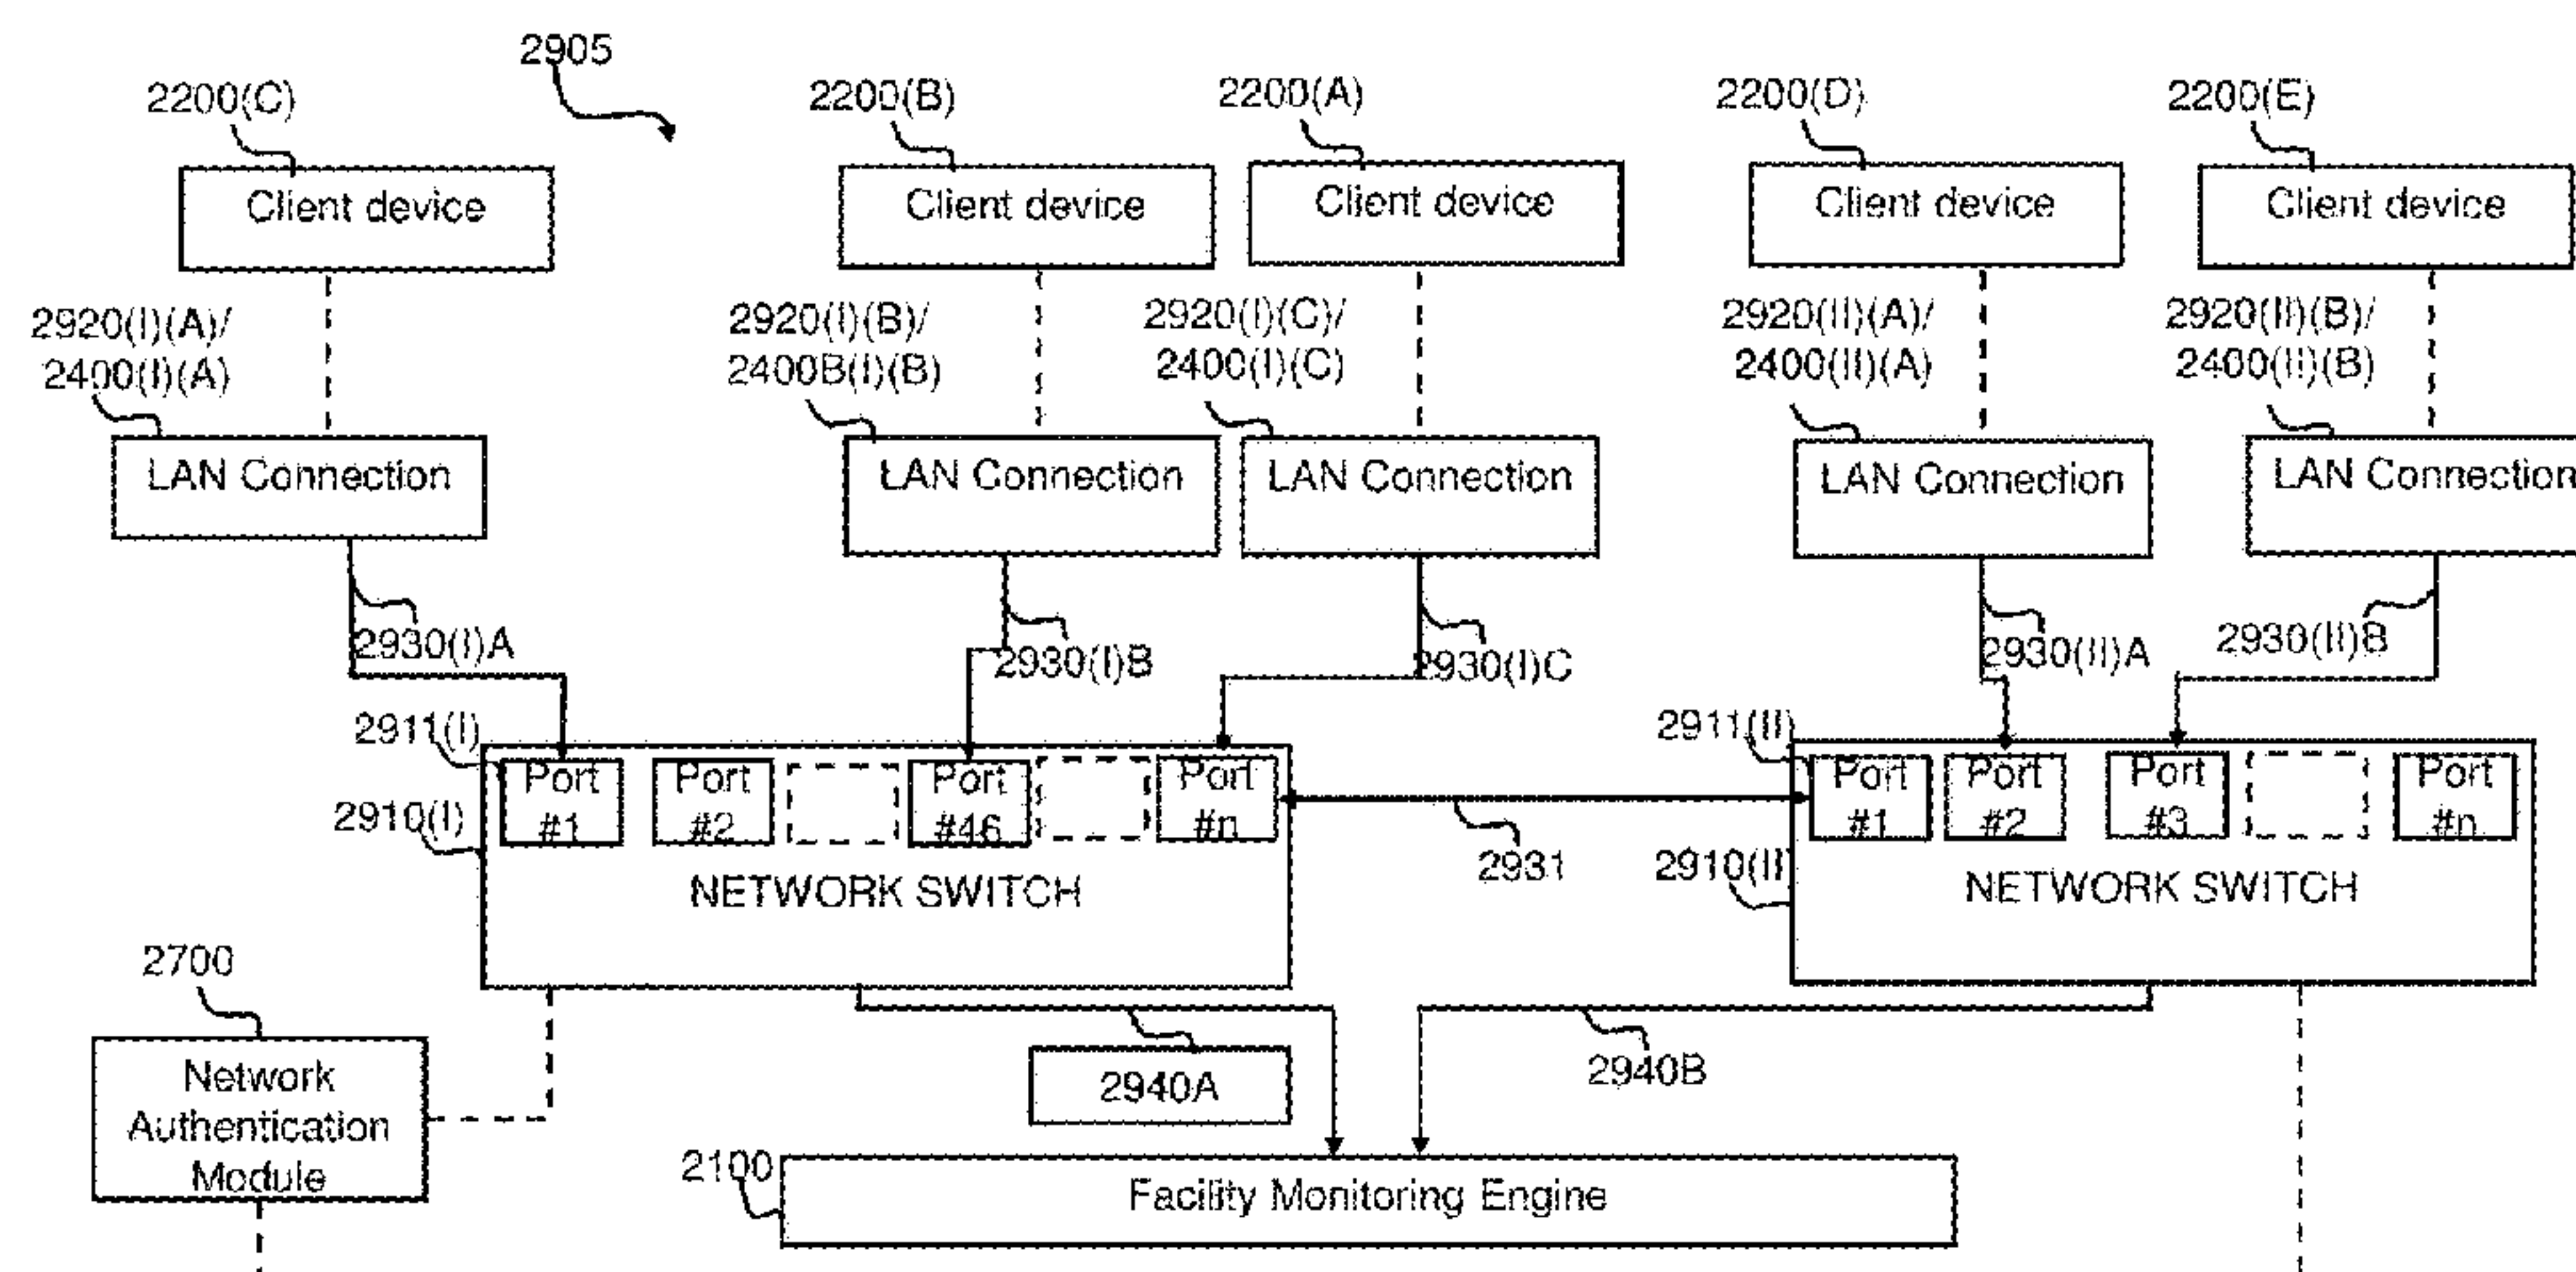 2905
2200(C)
2200(B)
2200(A)
2200(D)
2200(E)
Client device
Client device
Client device
Client device
Client device
2920(I)(A)/
2400(I)(A)
2920(I)(B)/
2400B(I)(B)
2920(I)(C)/
2400(I)(C)
2920(II)(A)/
2400(II)(A)
2920(II)(B)/
2400(II)(B)
LAN Connection
LAN Connection
LAN Connection
LAN Connection
LAN Connection
2930(I)A
2930(I)B
2930(I)C
2930(II)A
2930(II)B
2911(I)
2911(II)
Port
#1
Port
#2
Port
#46
Port
#n
Port
#1
Port
#2
Port
#3
Port
#n
2910(I)
2931
2910(II)
NETWORK SWITCH
NETWORK SWITCH
2700
Network
Authentication
Module
2940A
2940B
2100
Facility Monitoring Engine